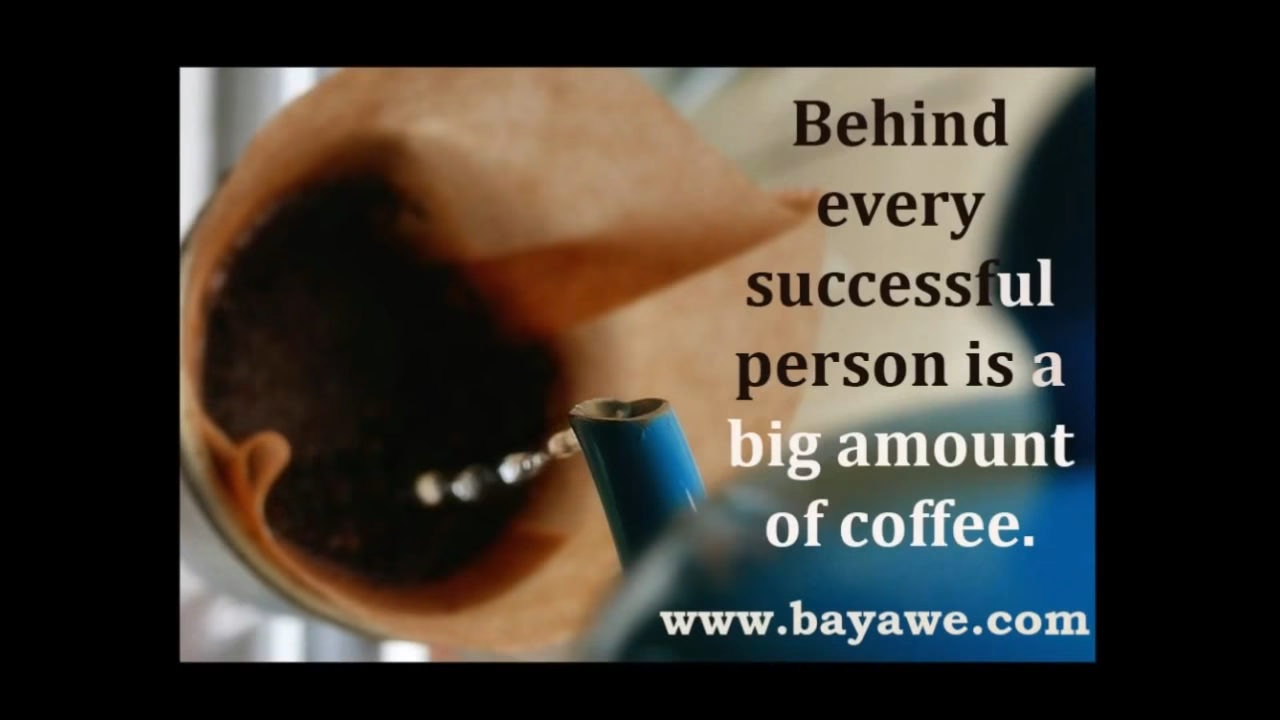 Behind
every
successful
person is a
big amount
of coffee.
www.bayawe.com